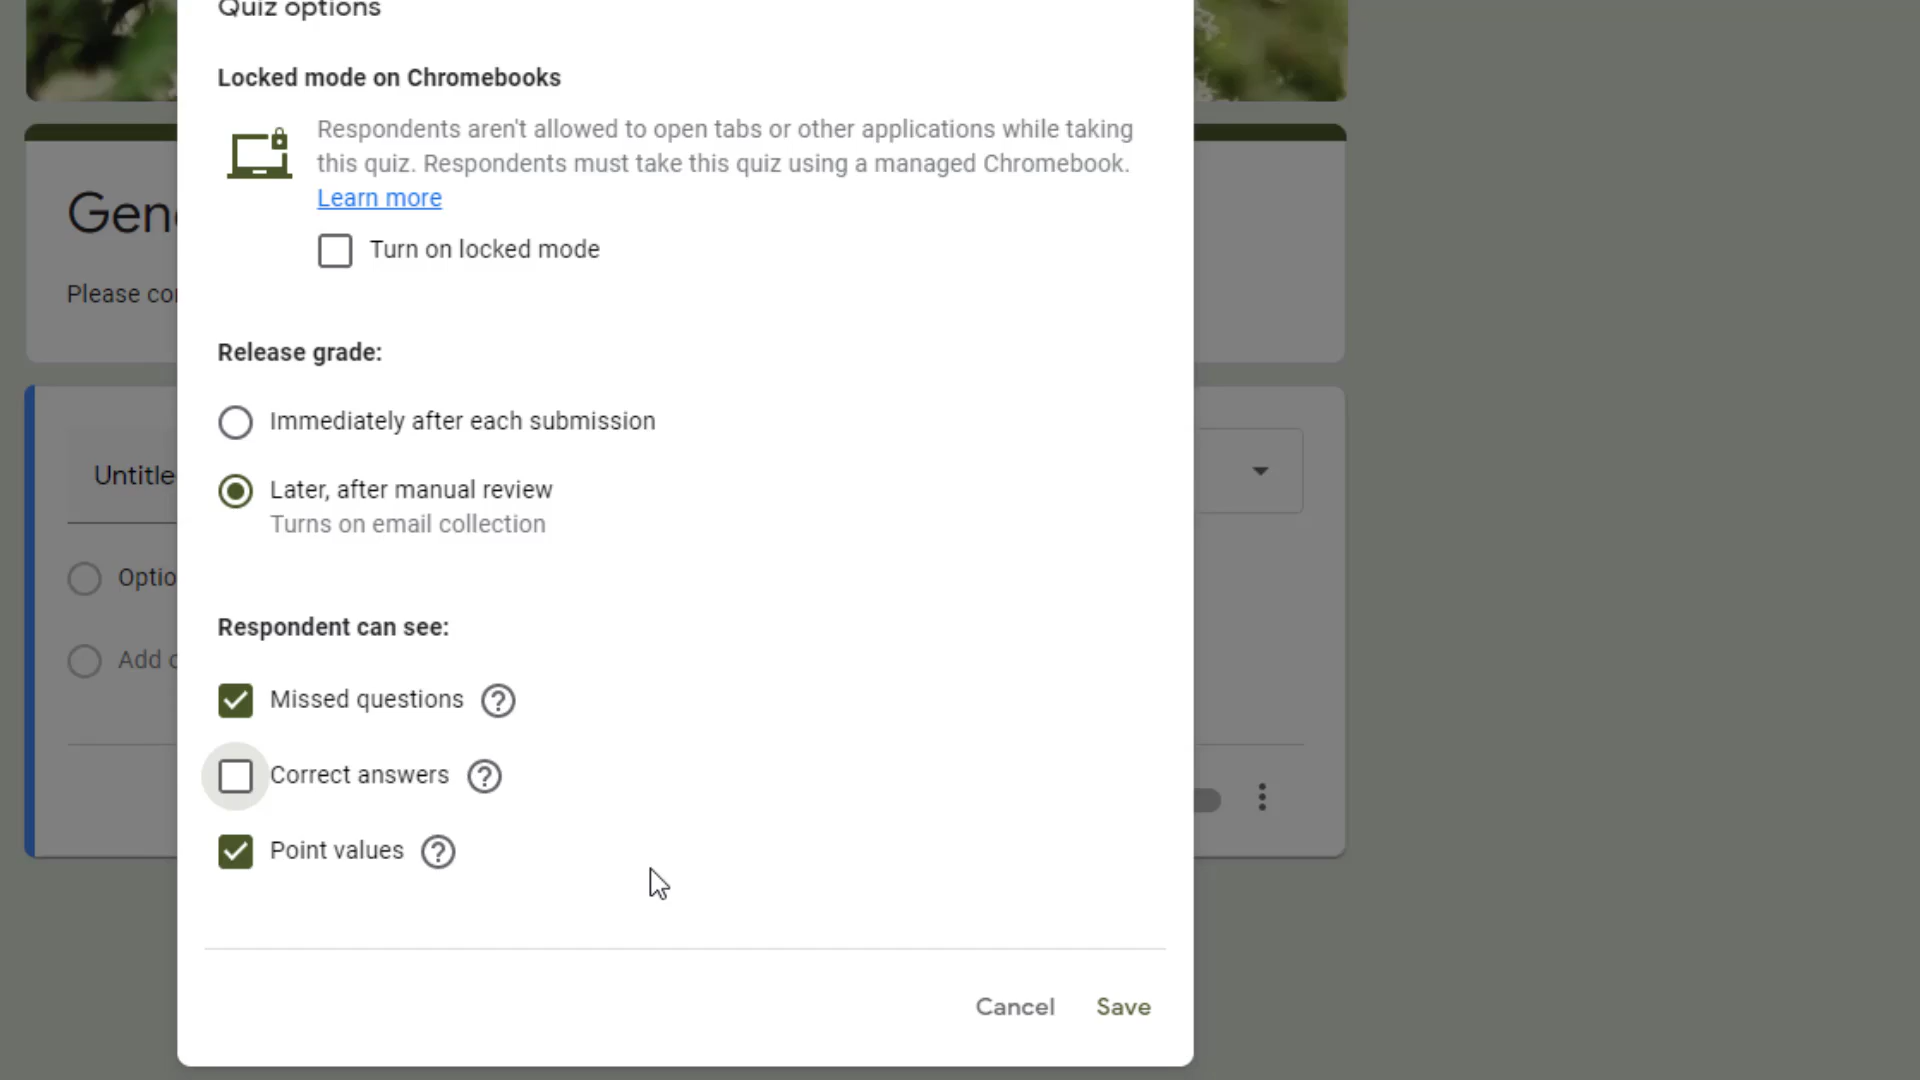 Quiz options
Locked mode on Chromebooks
Respondents aren't allowed to open tabs or other applications while taking
this quiz. Respondents must take this quiz using a managed Chromebook.
Learn more
Turn on locked mode
Gen
Please co
Release grade:
Immediately after each submission
Later, after manual review
Turns on email collection
Untitle
Optio
Add
Respondent can see:
Missed questions
Correct answers
Point values
Cancel
Save